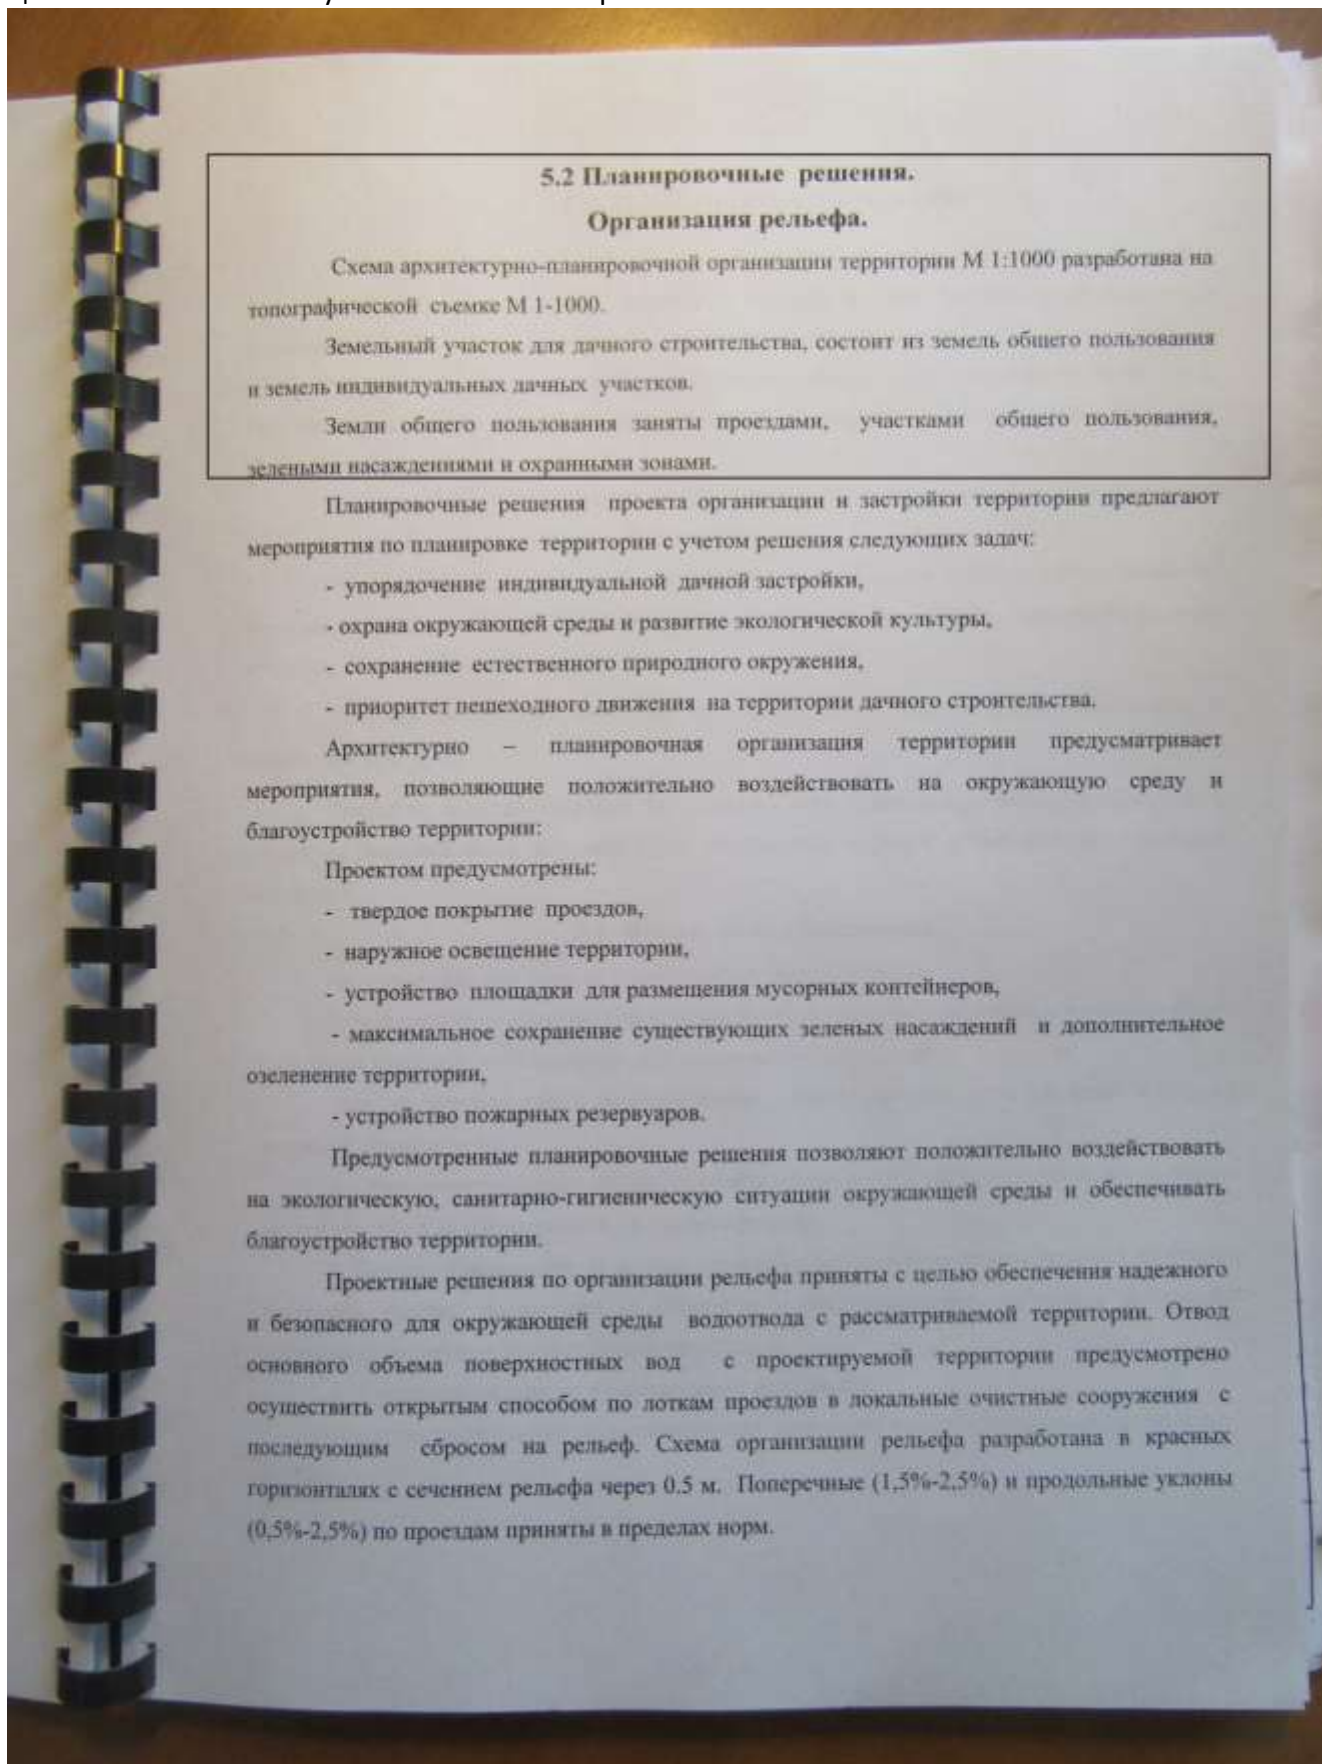 5.2 Планировочные решения.
Организация рельефа.
Схема архитектурно-планировочной организации территории М 1:1000 разработана на
топографической съемке М 1-1000.
Земельный участок для дачного строительства, состоит из земель общего пользования
и земель индивидуальных дачных участков.
Земли общего пользования заняты проездами, участками общего пользования,
зелеными насаждениями и охранными зонами.
Планировочные решения проекта организации и застройки территории предлагают
мероприятия по планировке территории с учетом решения следующих задач:
- упорядочение индивидуальной дачной застройки,
- охрана окружающей среды и развитие экологической культуры,
- сохранение естественного природного окружения,
- приоритет пешеходного движения на территории дачного строительства.
Архитектурно – планировочная организация территории предусматривает
мероприятия, позволяющие положительно воздействовать на окружающую среду и
благоустройство территории:
Проектом предусмотрены:
- твердое покрытие проездов,
- наружное освещение территории,
- устройство площадки для размещения мусорных контейнеров,
- максимальное сохранение существующих зеленых насаждений и дополнительное
озеленение территории,
- устройство пожарных резервуаров.
Предусмотренные планировочные решения позволяют положительно воздействовать
на экологическую, санитарно-гигиеническую ситуации окружающей среды и обеспечивать
благоустройство территории.
Проектные решения по организации рельефа приняты с целью обеспечения надежного
и безопасного для окружающей среды водоотвода с рассматриваемой территории. Отвод
основного объема поверхностных вод с проектируемой территории предусмотрено
осуществить открытым способом по лоткам проездов в локальные очистные сооружения с
последующим сбросом на рельеф. Схема организации рельефа разработана в красных
горизонталях с сечением рельефа через 0.5 м. Поперечные (1,5%-2,5%) и продольные уклоны
(0,5%-2,5%) по проездам приняты в пределах норм.